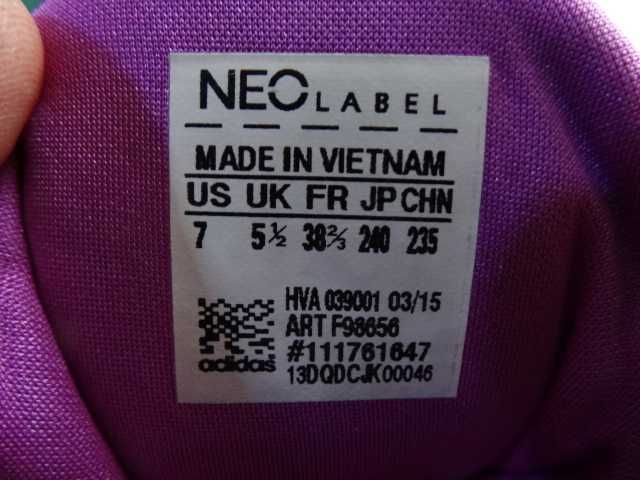 NEO LABEL
MADE IN VIETNAM
US UK FR JP CHN
7 5½ 38⅔ 240 235
HVA 039001 03/15
ART F98656
#111761647
adidas 13DQDCJK00046